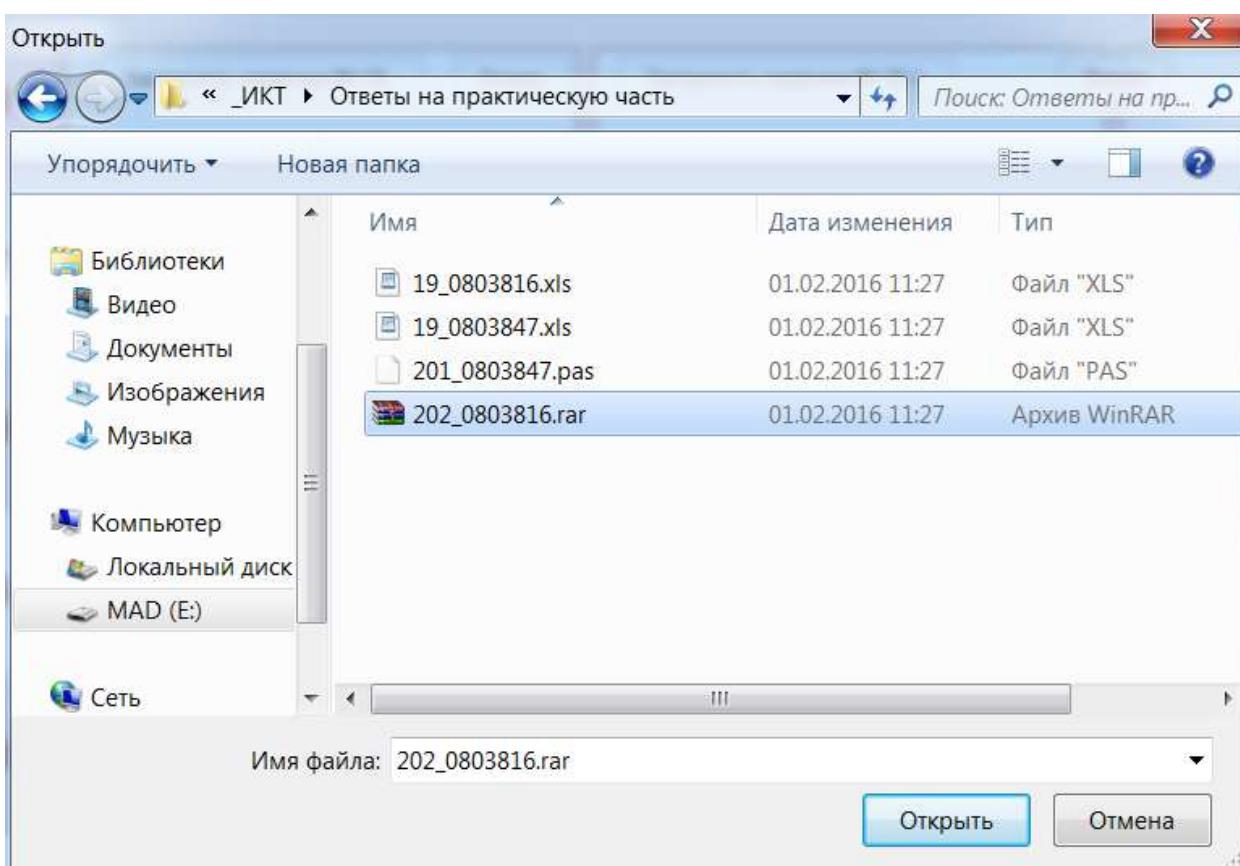 Открыть
« _ИКТ Ответы на практическую часть Поиск: Ответы на пр...
Упорядочить Новая папка
Имя Дата изменения Тип
Библиотеки
Видео
Документы
Изображения
Музыка
Компьютер
Локальный диск
MAD (E:)
Сеть
19_0803816.xls 01.02.2016 11:27 Файл "XLS"
19_0803847.xls 01.02.2016 11:27 Файл "XLS"
201_0803847.pas 01.02.2016 11:27 Файл "PAS"
202_0803816.rar 01.02.2016 11:27 Архив WinRAR
Имя файла: 202_0803816.rar
Открыть Отмена